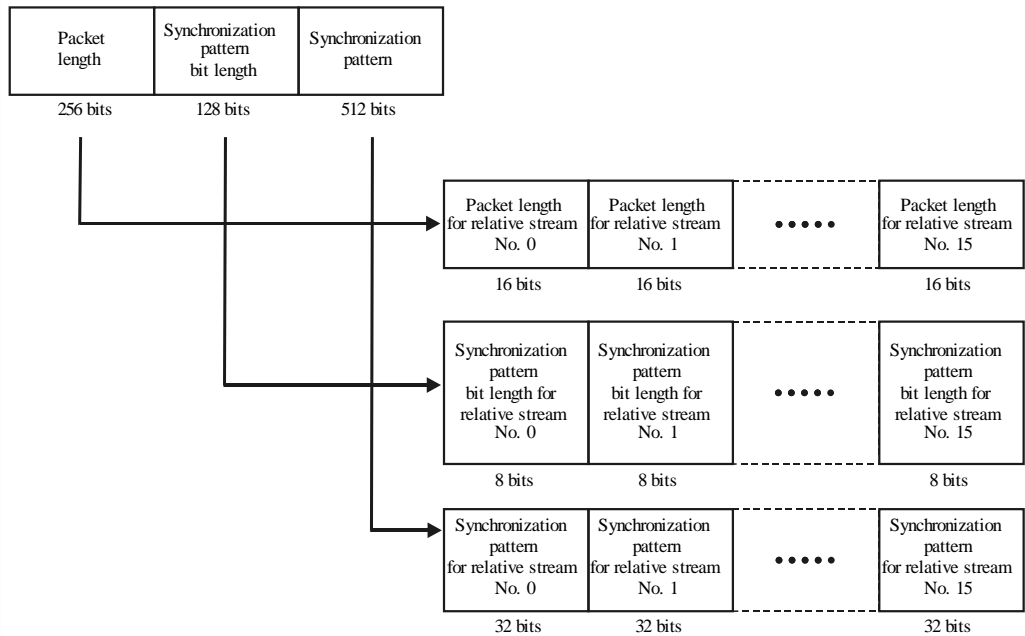 Packet
length
Synchronization
pattern
bit length
Synchronization
pattern
256 bits
128 bits
512 bits
Packet length
for relative stream
No. 0
Packet length
for relative stream
No. 1
Packet length
for relative stream
No. 15
16 bits
16 bits
16 bits
Synchronization
pattern
bit length for
relative stream
No. 0
Synchronization
pattern
bit length for
relative stream
No. 1
Synchronization
pattern
bit length for
relative stream
No. 15
8 bits
8 bits
8 bits
Synchronization
pattern
for relative stream
No. 0
Synchronization
pattern
for relative stream
No. 1
Synchronization
pattern
for relative stream
No. 15
32 bits
32 bits
32 bits